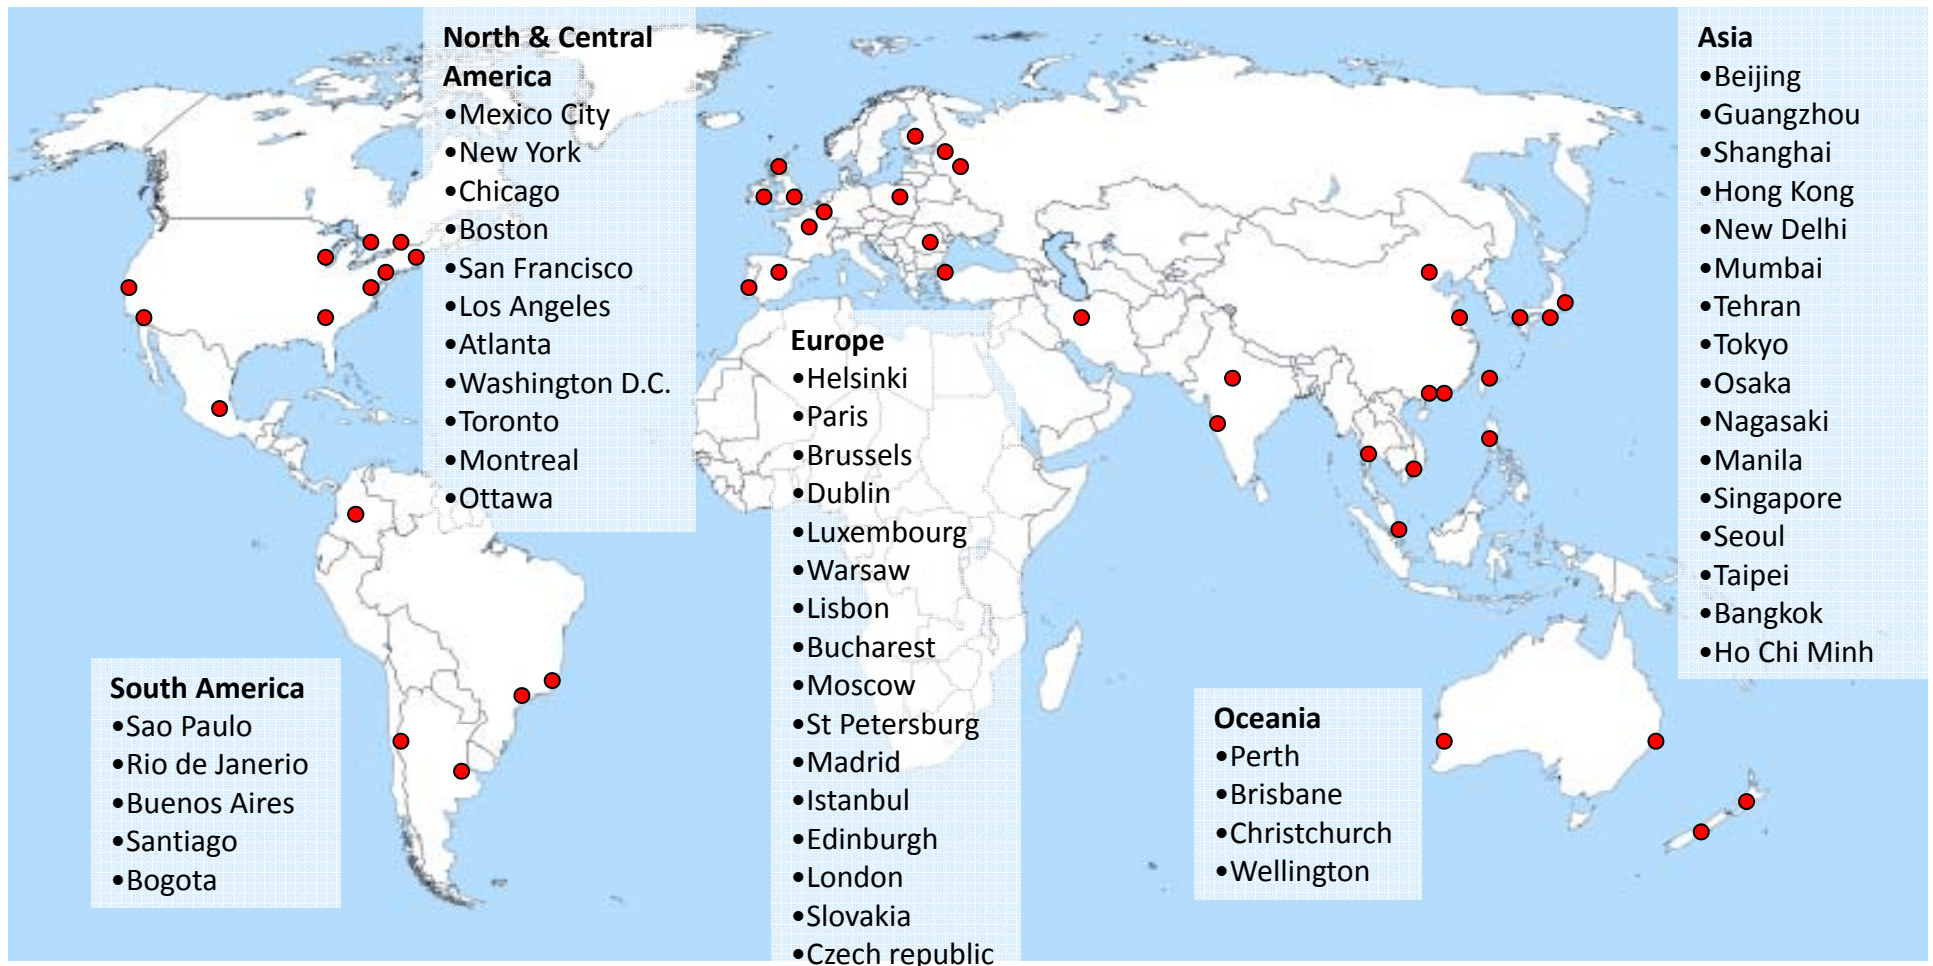 North & Central
America
•Mexico City
•New York
•Chicago
•Boston
•San Francisco
•Los Angeles
•Atlanta
•Washington D.C.
•Toronto
•Montreal
•Ottawa
Europe
•Helsinki
•Paris
•Brussels
•Dublin
•Luxembourg
•Warsaw
•Lisbon
•Bucharest
•Moscow
•St Petersburg
•Madrid
•Istanbul
•Edinburgh
•London
•Slovakia
•Czech republic
Asia
•Beijing
•Guangzhou
•Shanghai
•Hong Kong
•New Delhi
•Mumbai
•Tehran
•Tokyo
•Osaka
•Nagasaki
•Manila
•Singapore
•Seoul
•Taipei
•Bangkok
•Ho Chi Minh
South America
•Sao Paulo
•Rio de Janerio
•Buenos Aires
•Santiago
•Bogota
Oceania
•Perth
•Brisbane
•Christchurch
•Wellington